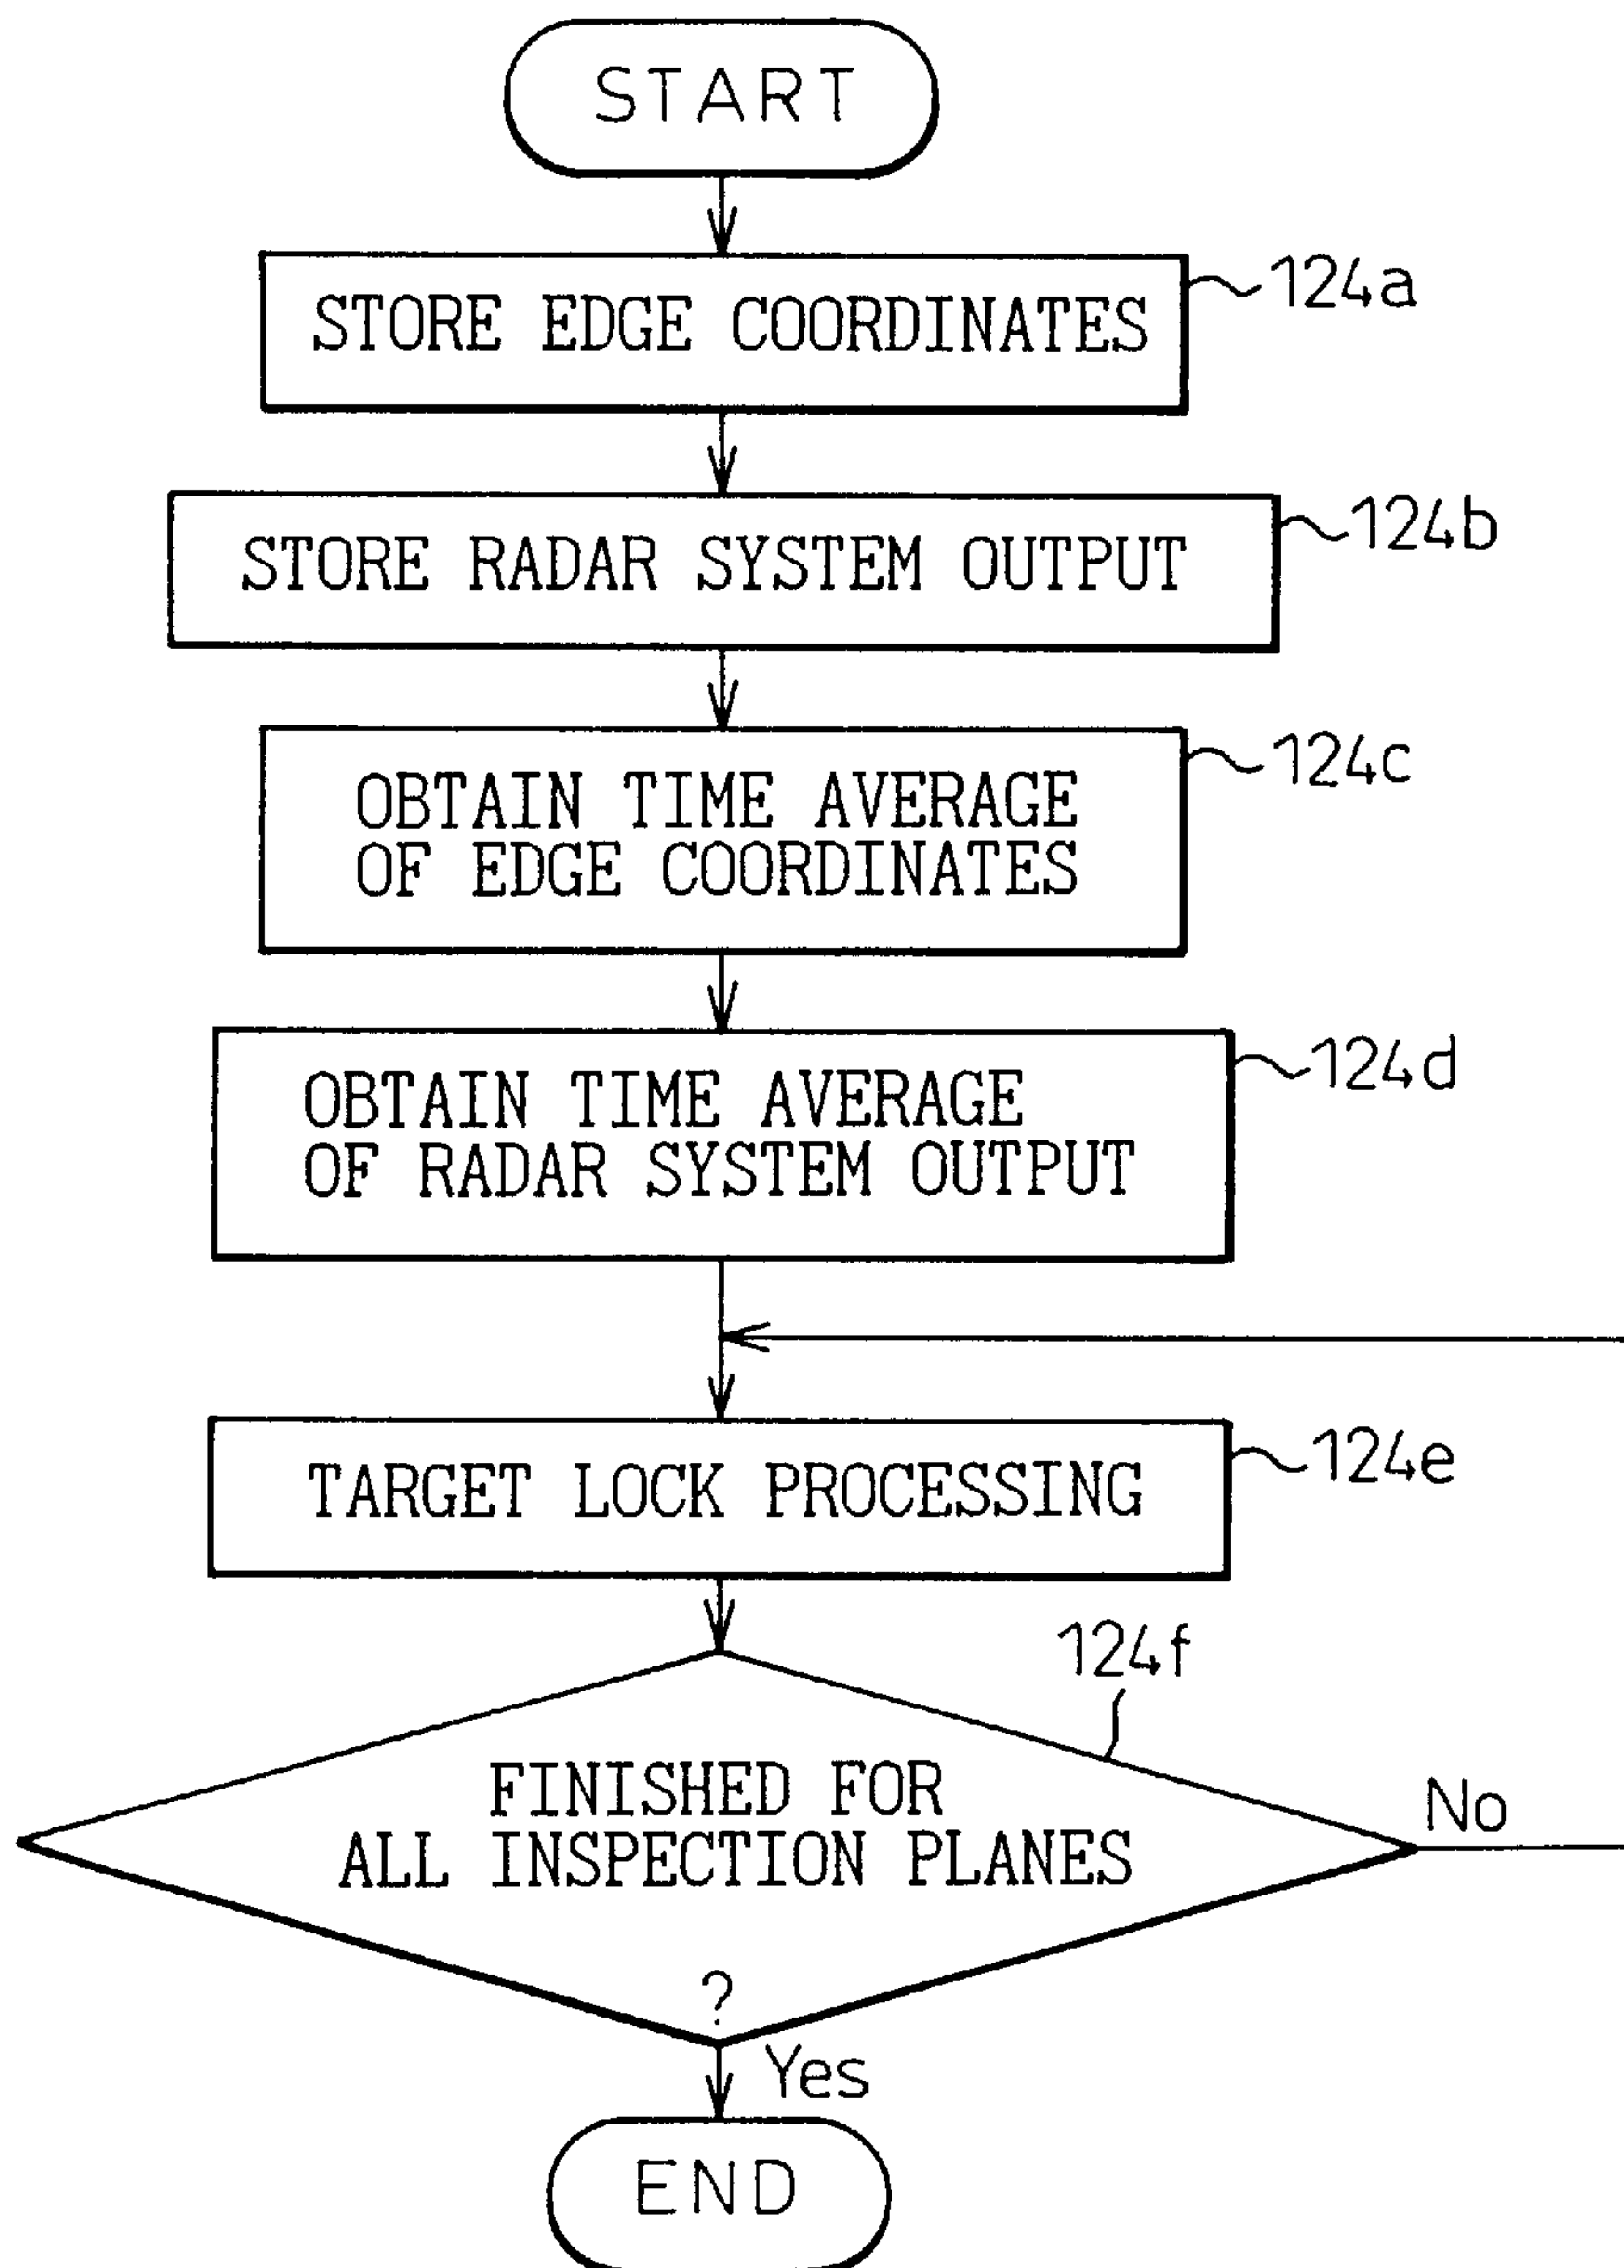 START
STORE EDGE COORDINATES
124a
STORE RADAR SYSTEM OUTPUT
124b
OBTAIN TIME AVERAGE
OF EDGE COORDINATES
124c
OBTAIN TIME AVERAGE
OF RADAR SYSTEM OUTPUT
124d
TARGET LOCK PROCESSING
124e
124f
FINISHED FOR
ALL INSPECTION PLANES
?
No
Yes
END